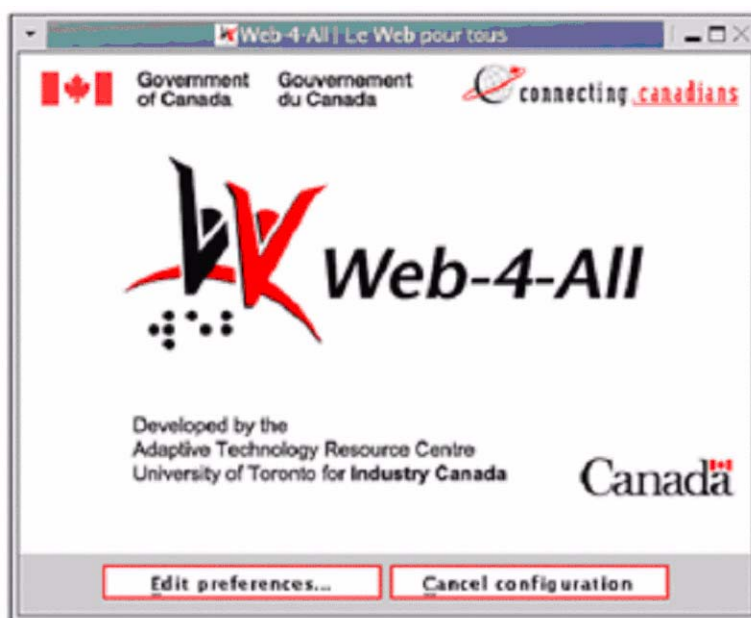 Web-4-All | Le Web pour tous
Government Gouvernement
of Canada du Canada
connecting canadians
Web-4-All
Developed by the
Adaptive Technology Resource Centre
University of Toronto for Industry Canada
Canada
Edit preferences... Cancel configuration